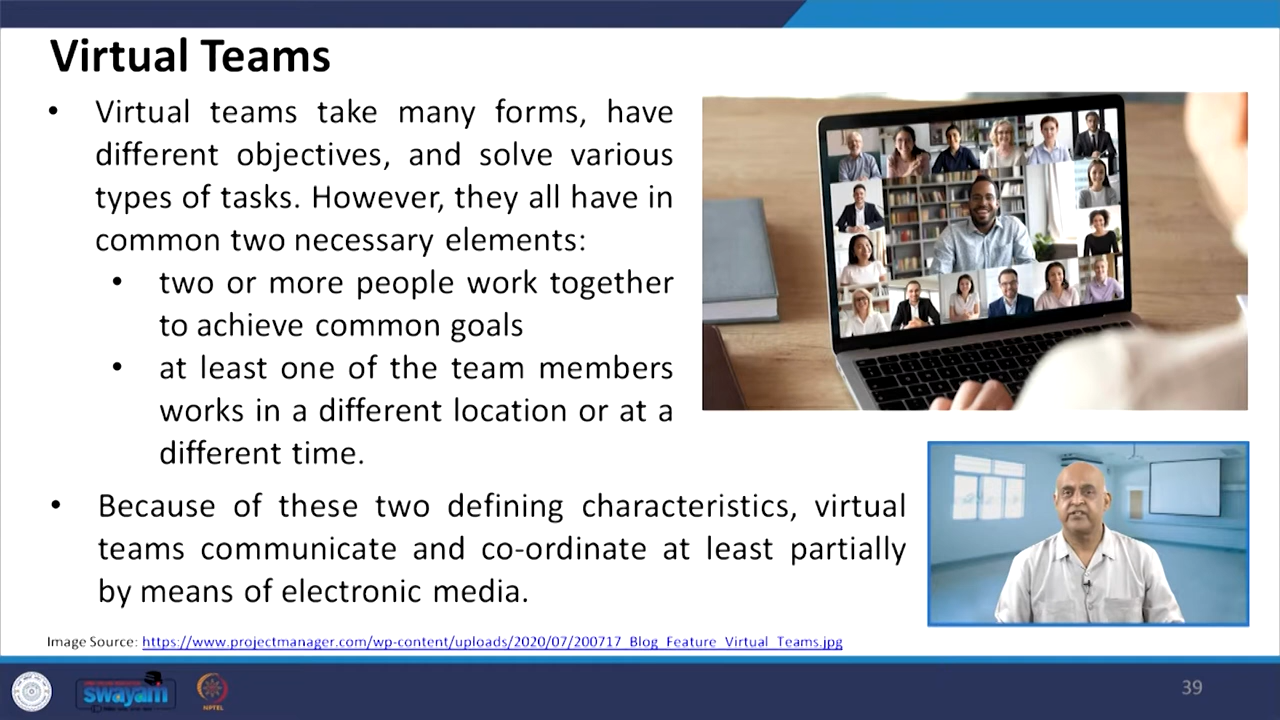 Virtual Teams
• Virtual teams take many forms, have
different objectives, and solve various
types of tasks. However, they all have in
common two necessary elements:
• two or more people work together
to achieve common goals
• at least one of the team members
works in a different location or at a
different time.
• Because of these two defining characteristics, virtual
teams communicate and co-ordinate at least partially
by means of electronic media.
Image Source: https://www.projectmanager.com/wp-content/uploads/2020/07/200717_Blog_Feature_Virtual_Teams.jpg
swayam
NPTEL
39